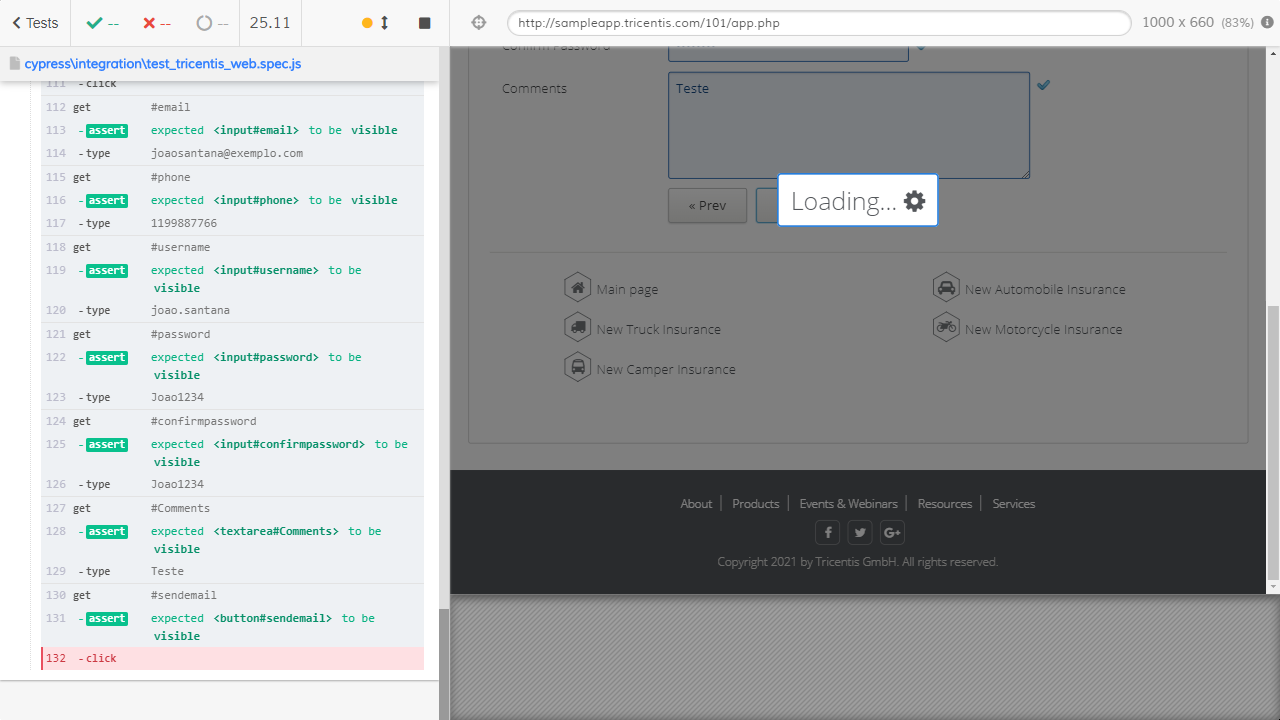 Tests
--
--
--
25.11
http://sampleapp.tricentis.com/101/app.php
1000 x 660 (83%)
cypress\integration\test_tricentis_web.spec.js
111 -click
112 get #email
113 -assert expected <input#email> to be visible
114 -type joaosantana@exemplo.com
115 get #phone
116 -assert expected <input#phone> to be visible
117 -type 1199887766
118 get #username
119 -assert expected <input#username> to be
visible
120 -type joao.santana
121 get #password
122 -assert expected <input#password> to be
visible
123 -type Joao1234
124 get #confirmpassword
125 -assert expected <input#confirmpassword> to be
visible
126 -type Joao1234
127 get #Comments
128 -assert expected <textarea#Comments> to be
visible
129 -type Teste
130 get #sendemail
131 -assert expected <button#sendemail> to be
visible
132 -click
Confirm Password
Comments
Teste
« Prev
Loading...
Main page
New Automobile Insurance
New Truck Insurance
New Motorcycle Insurance
New Camper Insurance
About
Products
Events & Webinars
Resources
Services
Copyright 2021 by Tricentis GmbH. All rights reserved.